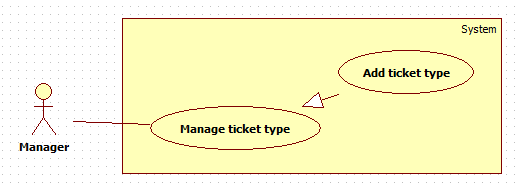 System
Add ticket type
Manage ticket type
Manager